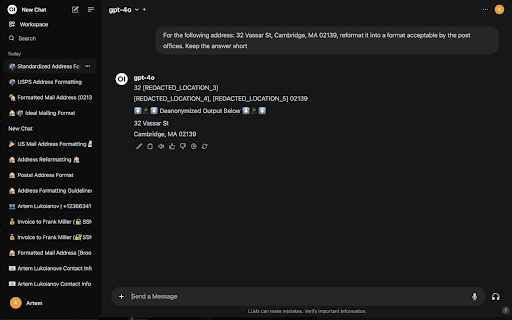 OI New Chat
Workspace
Search
Today
Standardized Address Fo
USPS Address Formatting
Formatted Mail Address (0213
Ideal Mailing Format
New Chat
US Mail Address Formatting
Address Reformatting
Postal Address Format
Address Formatting Guidelines
Artem Lukoianov | +12366341
Invoice to Frank Miller ( SSN
Invoice to Frank Miller ( SSN
Formatted Mail Address [Broo
Artem Lukoianovs Contact Info
Artem Lukoianov Contact Info
A Artem
gpt-4o
A
For the following address: 32 Vassar St, Cambridge, MA 02139, reformat it into a format acceptable by the post
offices. Keep the answer short
OI gpt-4o
32 [REDACTED_LOCATION_3]
[REDACTED_LOCATION_4], [REDACTED_LOCATION_5] 02139
Deanonymized Output Below
32 Vassar St
Cambridge, MA 02139
Send a Message
LLMs can make mistakes. Verify important information.
?